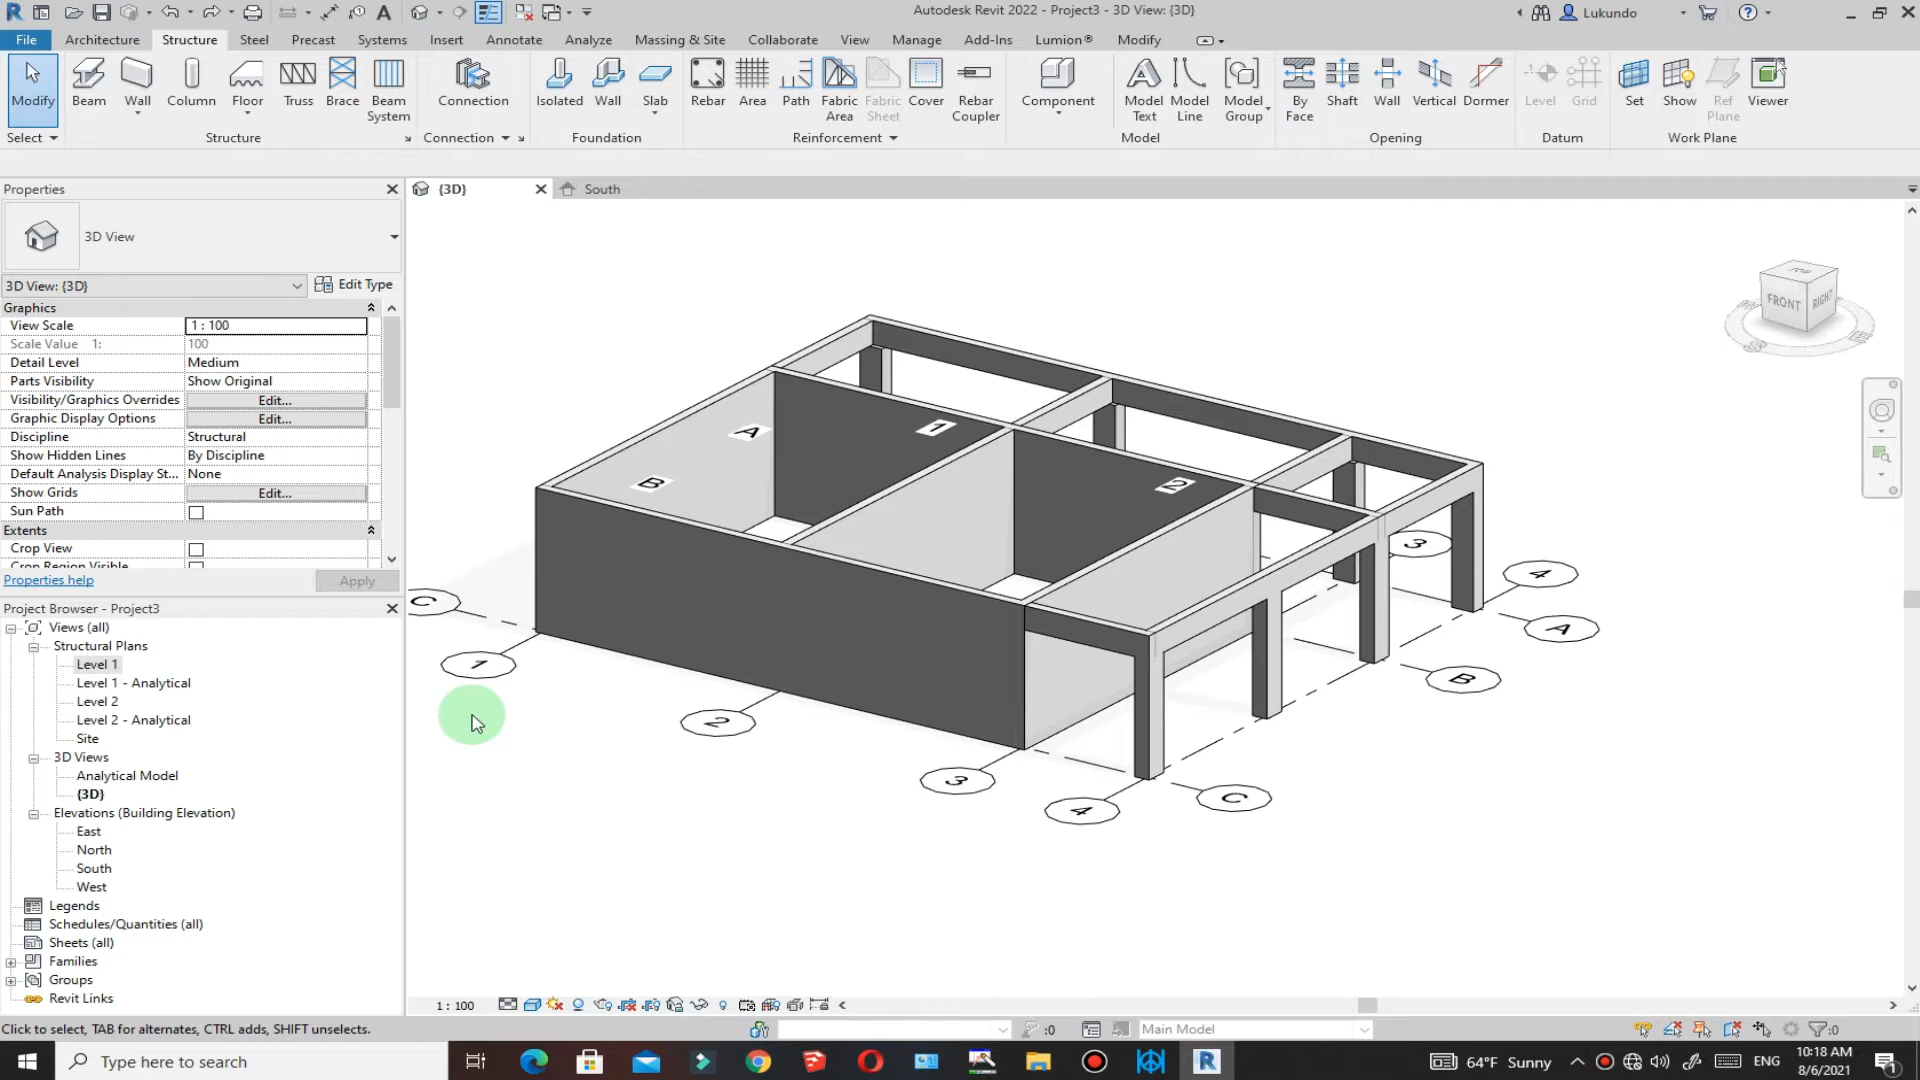 Autodesk Revit 2022 - Project3 - 3D View: {3D}
Lukundo
File Architecture Structure Steel Precast Systems Insert Annotate Analyze Massing & Site Collaborate View Manage Add-Ins Lumion® Modify
Modify Beam Wall Column Floor Truss Brace Beam System Connection Isolated Wall Slab Rebar Area Path Fabric Area Fabric Sheet Cover Rebar Coupler Component Model Text Model Line Model Group By Face Shaft Wall Vertical Dormer Level Grid Set Show Ref Plane Viewer
Select Structure Connection Foundation Reinforcement Model Opening Datum Work Plane
Properties
{3D} South
3D View
3D View: {3D} Edit Type
Graphics
View Scale 1 : 100
Scale Value 1: 100
Detail Level Medium
Parts Visibility Show Original
Visibility/Graphics Overrides Edit...
Graphic Display Options Edit...
Discipline Structural
Show Hidden Lines By Discipline
Default Analysis Display St... None
Show Grids Edit...
Sun Path
Extents
Crop View
Crop Region Visible
Properties help Apply
Project Browser - Project3
Views (all)
Structural Plans
Level 1
Level 1 - Analytical
Level 2
Level 2 - Analytical
Site
3D Views
Analytical Model
{3D}
Elevations (Building Elevation)
East
North
South
West
Legends
Schedules/Quantities (all)
Sheets (all)
Families
Groups
Revit Links
TOP
FRONT RIGHT
A 1
B 2
3
4
C A
1 B
2
3 C
4
1 : 100
Click to select, TAB for alternates, CTRL adds, SHIFT unselects.
:0
Main Model
:0
Type here to search
64°F Sunny
ENG
10:18 AM
8/6/2021
1